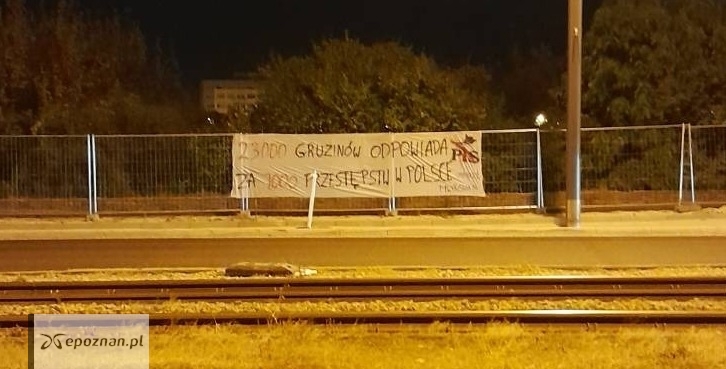 23000 GRUZINÓW ODPOWIADA
ZA 1000 PRZESTĘPSTW W POLSCE
PiS
epoznan.pl